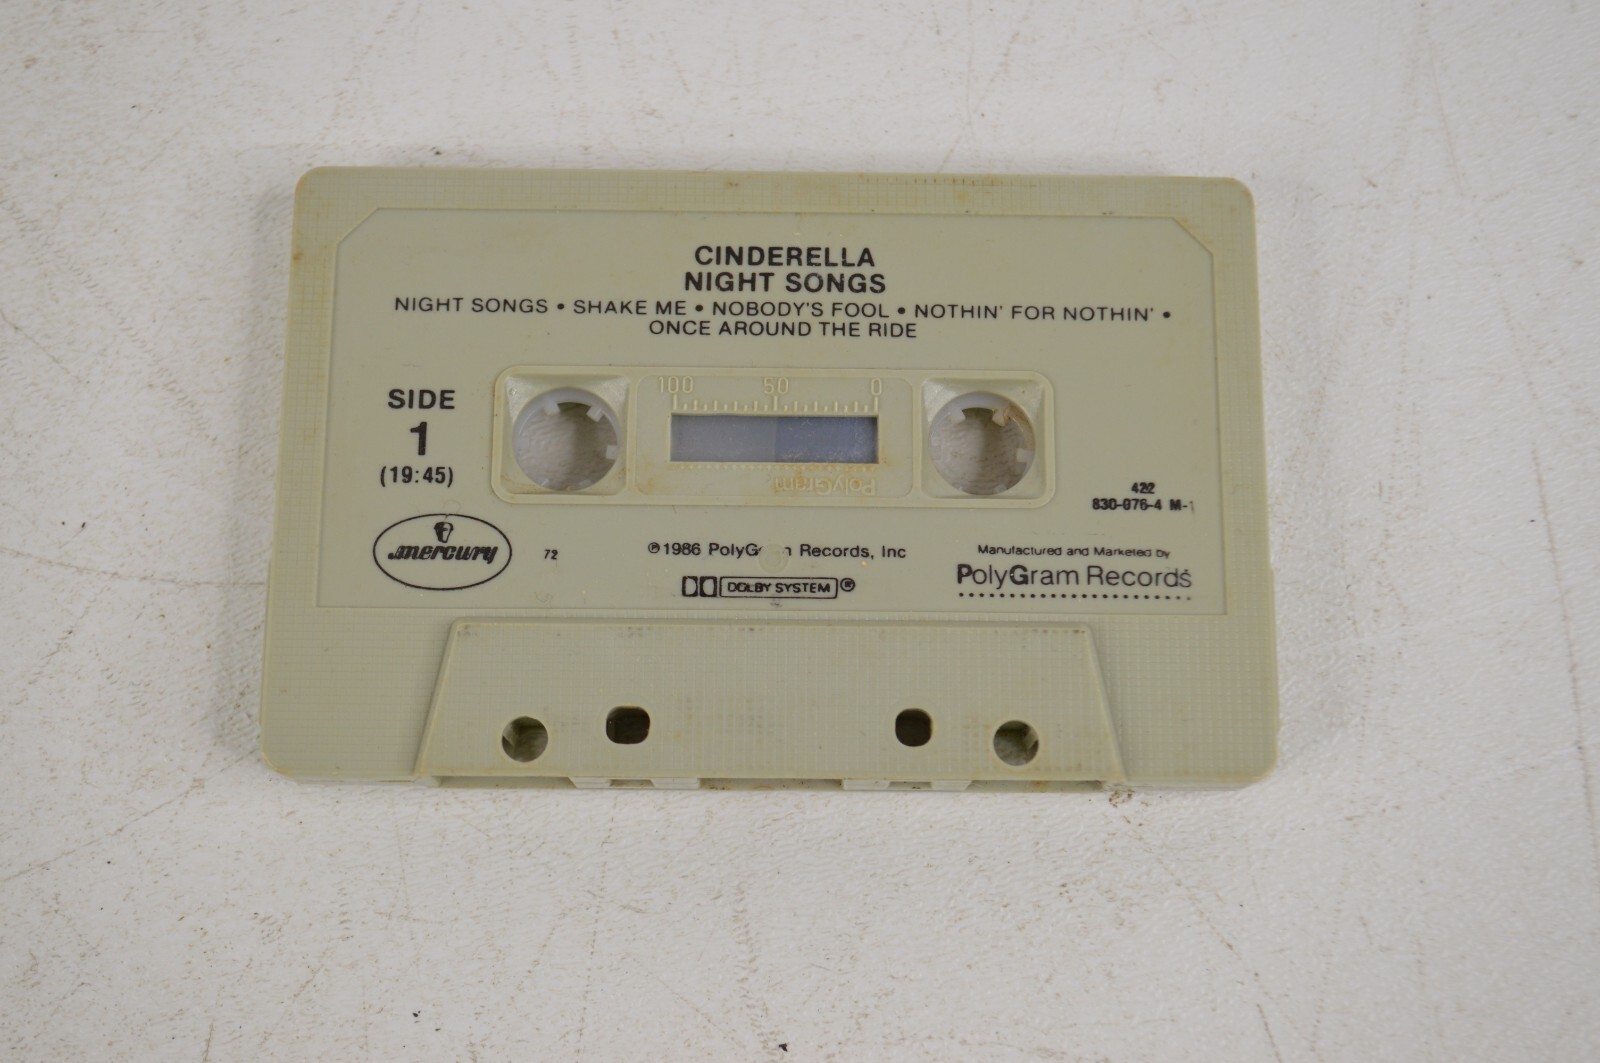 CINDERELLA
NIGHT SONGS
NIGHT SONGS • SHAKE ME • NOBODY'S FOOL • NOTHIN' FOR NOTHIN' •
ONCE AROUND THE RIDE
SIDE
1
(19:45)
100 50 0
PolyGram
422
830-076-4 M-1
mercury
72
℗1986 PolyG n Records, Inc
DOLBY SYSTEM®
Manufactured and Marketed by
PolyGram Records